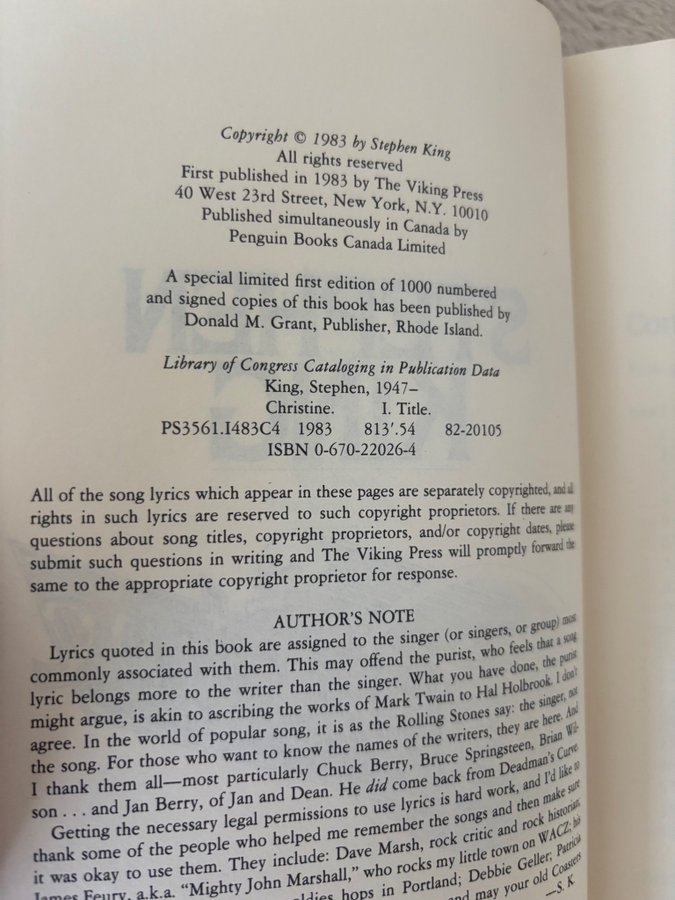 Copyright © 1983 by Stephen King
All rights reserved
First published in 1983 by The Viking Press
40 West 23rd Street, New York, N.Y. 10010
Published simultaneously in Canada by
Penguin Books Canada Limited
A special limited first edition of 1000 numbered
and signed copies of this book has been published by
Donald M. Grant, Publisher, Rhode Island.
Library of Congress Cataloging in Publication Data
King, Stephen, 1947–
Christine. I. Title.
PS3561.I483C4 1983 813'.54 82-20105
ISBN 0-670-22026-4
All of the song lyrics which appear in these pages are separately copyrighted, and all
rights in such lyrics are reserved to such copyright proprietors. If there are any
questions about song titles, copyright proprietors, and/or copyright dates, please
submit such questions in writing and The Viking Press will promptly forward the
same to the appropriate copyright proprietor for response.
AUTHOR'S NOTE
Lyrics quoted in this book are assigned to the singer (or singers, or group) most
commonly associated with them. This may offend the purist, who feels that a song
lyric belongs more to the writer than the singer. What you have done, the purist
might argue, is akin to ascribing the works of Mark Twain to Hal Holbrook. I don't
agree. In the world of popular song, it is as the Rolling Stones say: the singer, not
the song. For those who want to know the names of the writers, they are here. And
I thank them all—most particularly Chuck Berry, Bruce Springsteen, Brian Wil-
son . . . and Jan Berry, of Jan and Dean. He did come back from Deadman's Curve.
Getting the necessary legal permissions to use lyrics is hard work, and I'd like to
thank some of the people who helped me remember the songs and then make sure
it was okay to use them. They include: Dave Marsh, rock critic and rock historian;
James Feury, a.k.a. "Mighty John Marshall," who rocks my little town on WACZ; his
oldies hops in Portland; Debbie Geller; Patricia
and may your old Coasters
—S. K.